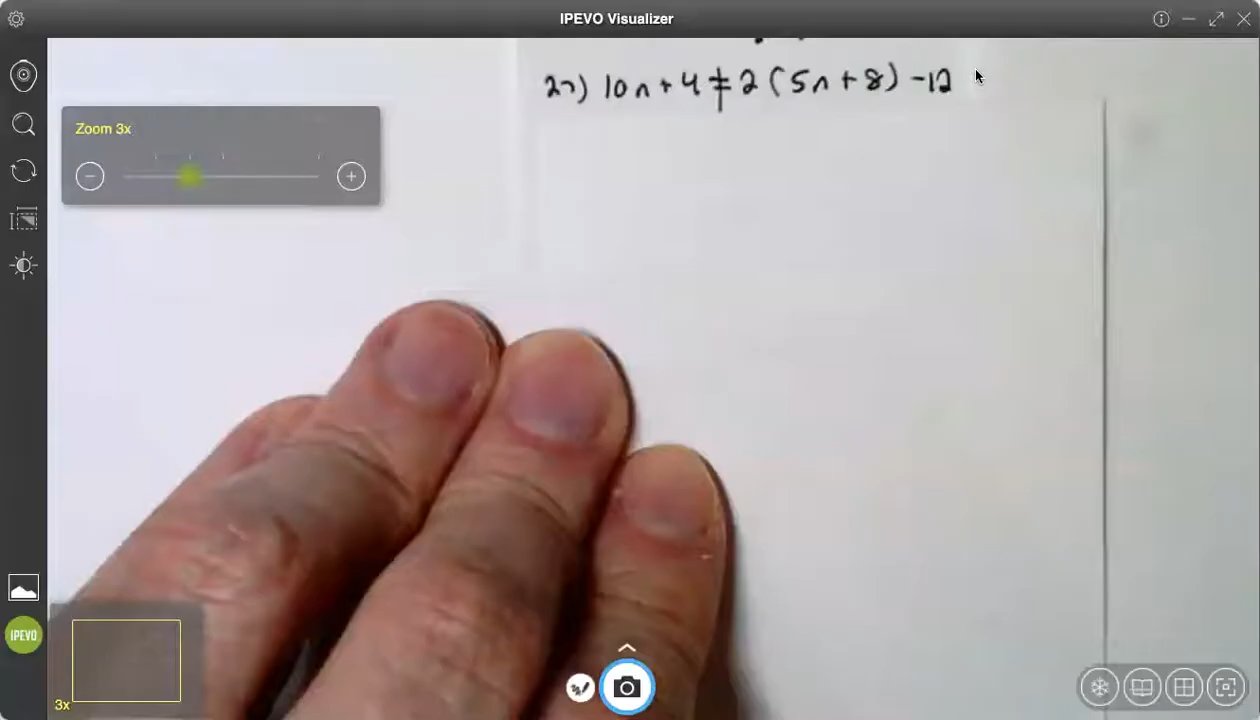 IPEVO Visualizer
27) 10n + 4 = 2 (5n + 8) - 12
Zoom 3x
IPEVO
3x